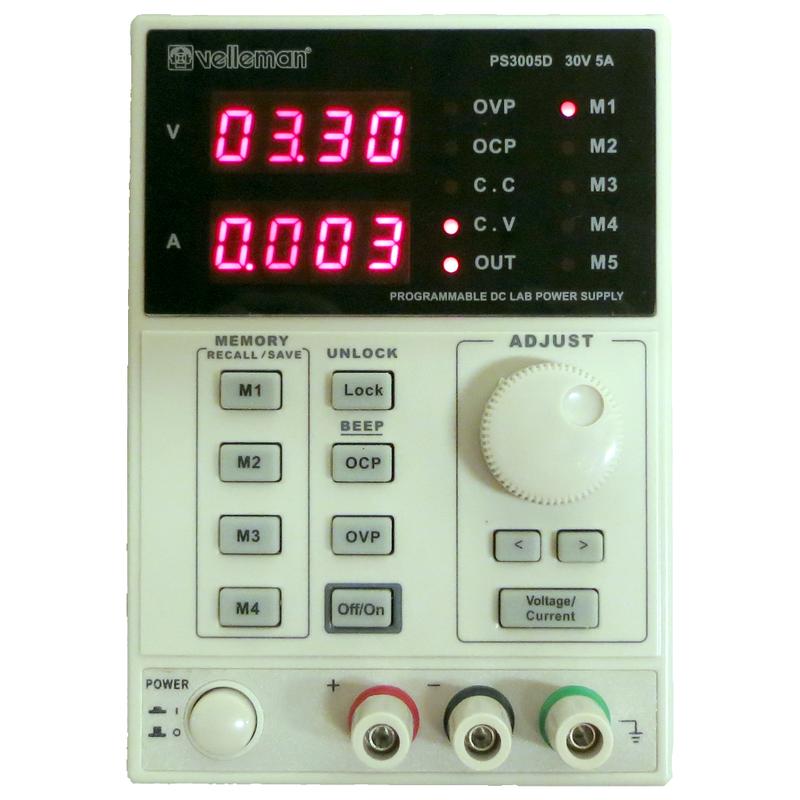 velleman®
PS3005D 30V 5A
V
03.30
A
0.003
OVP
OCP
C.C
C.V
OUT
M1
M2
M3
M4
M5
PROGRAMMABLE DC LAB POWER SUPPLY
MEMORY
RECALL/SAVE
M1
M2
M3
M4
UNLOCK
Lock
BEEP
OCP
OVP
Off/On
ADJUST
< >
Voltage/
Current
POWER
I
O
+ −